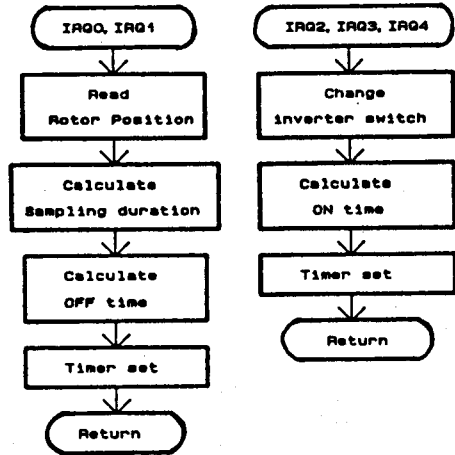 IRQ0, IRQ1
Read
Rotor Position
Calculate
Sampling duration
Calculate
OFF time
Timer set
Return
IRQ2, IRQ3, IRQ4
Change
inverter switch
Calculate
ON time
Timer set
Return